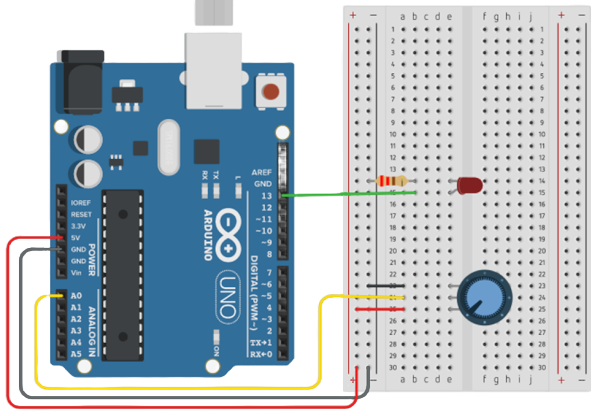 + −
a b c d e
f g h i j
+ −
1 1
2 2
3 3
4 4
5 5
6 6
7 7
8 8
9 9
10 10
11 11
12 12
13 13
14 14
15 15
16 16
17 17
18 18
19 19
20 20
21 21
22 22
23
24
25
26 26
27 27
28 28
29 29
30 30
a b c d e
f g h i j
+ −
+ −
RX
TX
L
AREF
GND
13
12
~11
~10
~9
8
7
~6
~5
4
~3
2
TX→1
RX←0
DIGITAL (PWM~)
ARDUINO
UNO
ON
IOREF
RESET
3.3V
5V
GND
GND
Vin
POWER
A0
A1
A2
A3
A4
A5
ANALOG IN